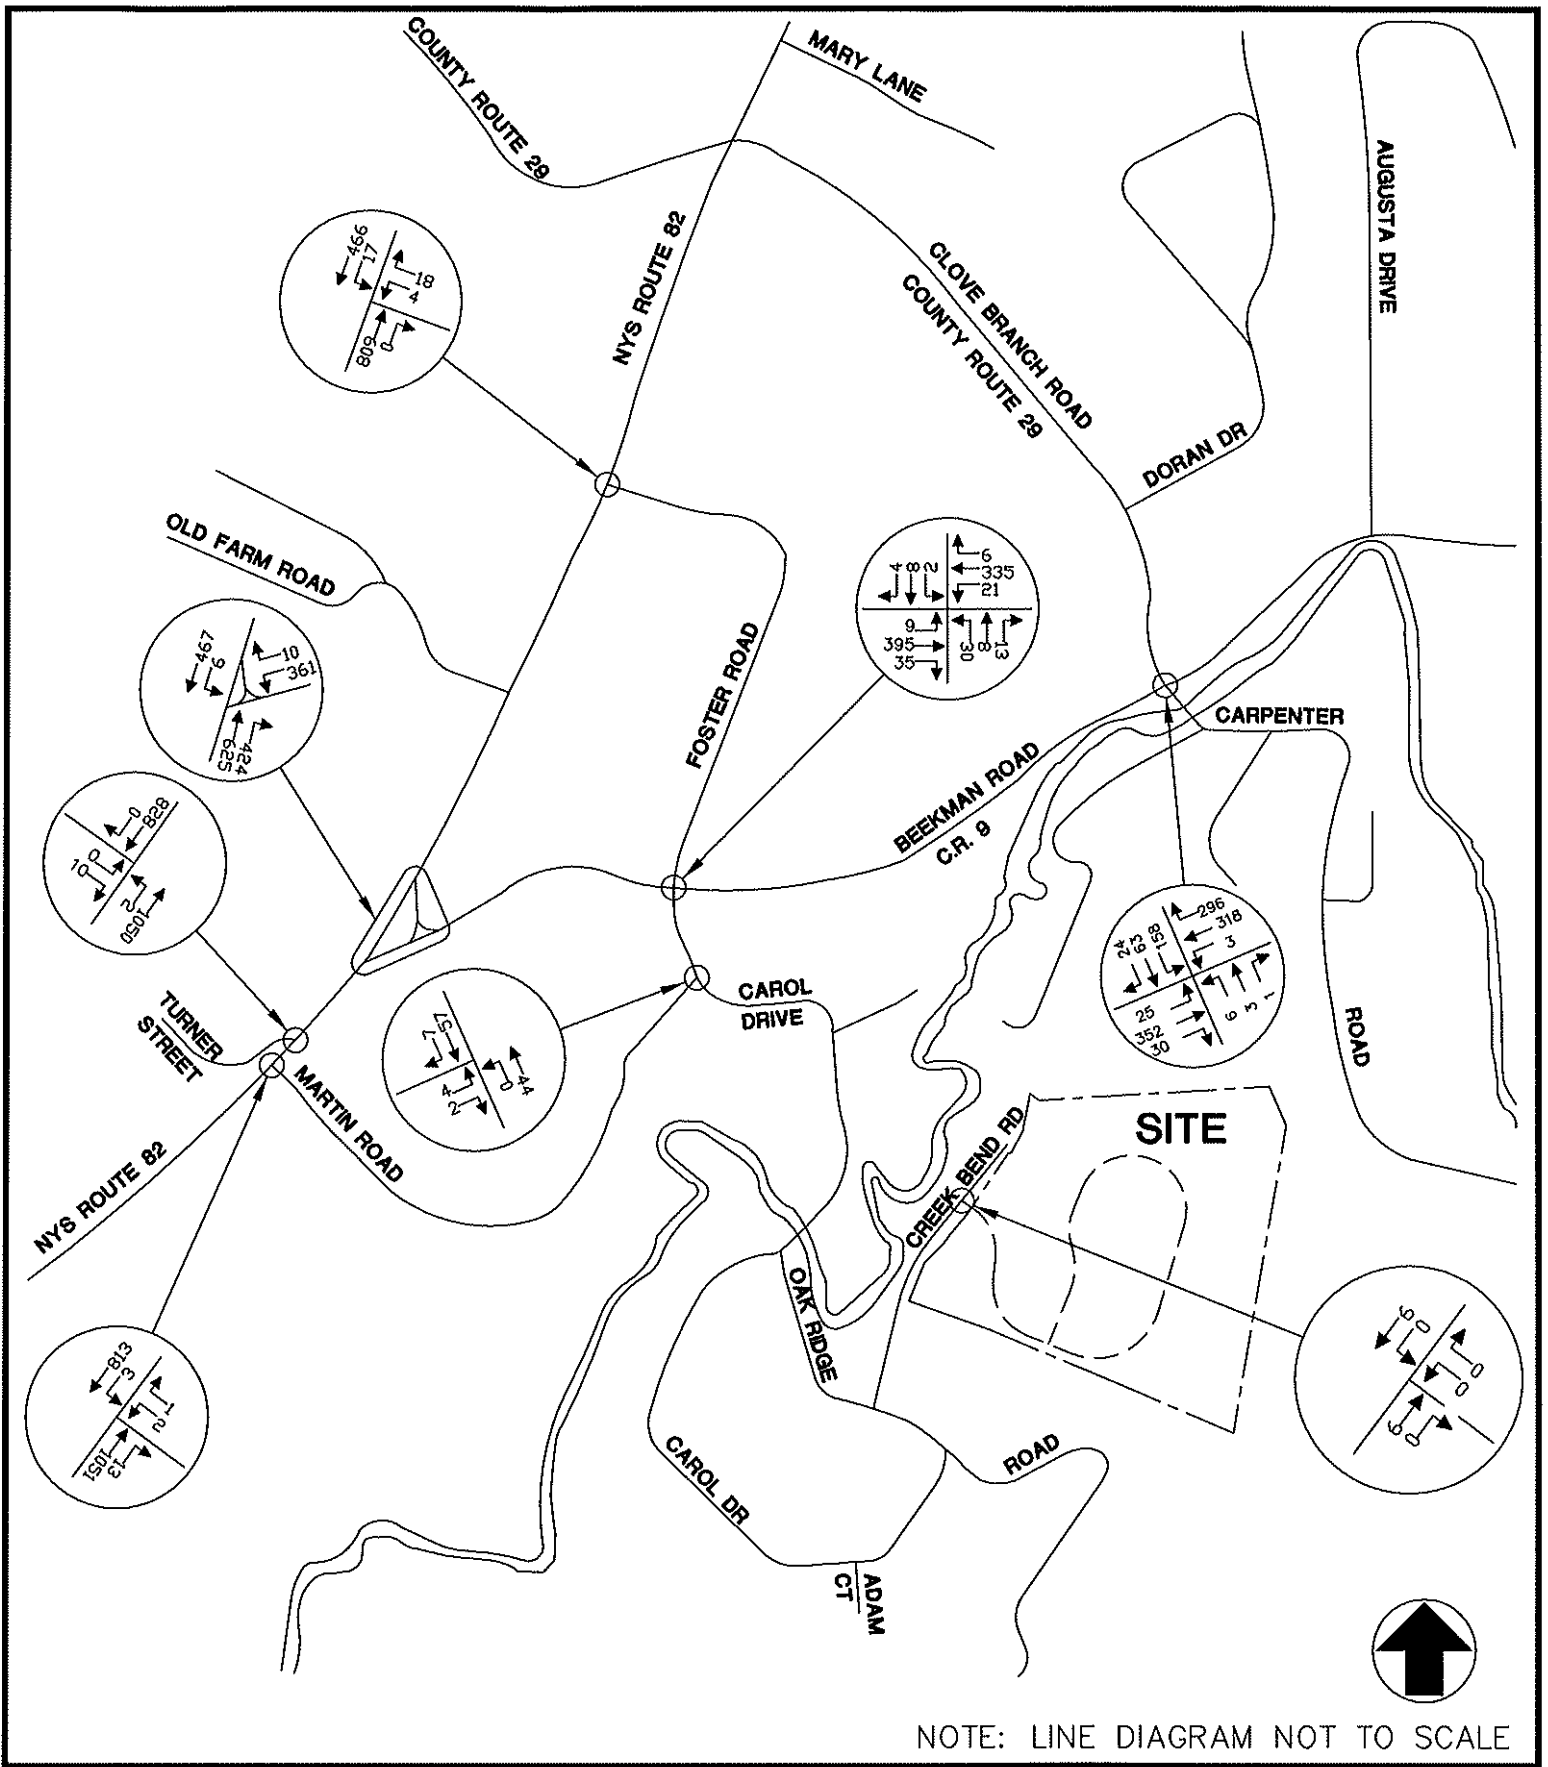 COUNTY ROUTE 29
MARY LANE
AUGUSTA DRIVE
NYS ROUTE 82
CLOVE BRANCH ROAD
COUNTY ROUTE 29
466
17
18
4
809
0
DORAN DR
OLD FARM ROAD
4
8
2
6
335
21
9
395
35
30
8
13
FOSTER ROAD
467
9
10
361
625
424
CARPENTER
BEEKMAN ROAD
C.R. 9
0
828
0
10
2
1050
296
318
3
24
63
158
25
352
30
9
3
1
CAROL
DRIVE
TURNER
STREET
57
7
44
0
4
2
ROAD
MARTIN ROAD
SITE
NYS ROUTE 82
CREEK BEND RD
OAK RIDGE
813
3
1
2
1051
13
9
0
0
0
9
0
CAROL DR
ROAD
ADAM
CT
NOTE: LINE DIAGRAM NOT TO SCALE